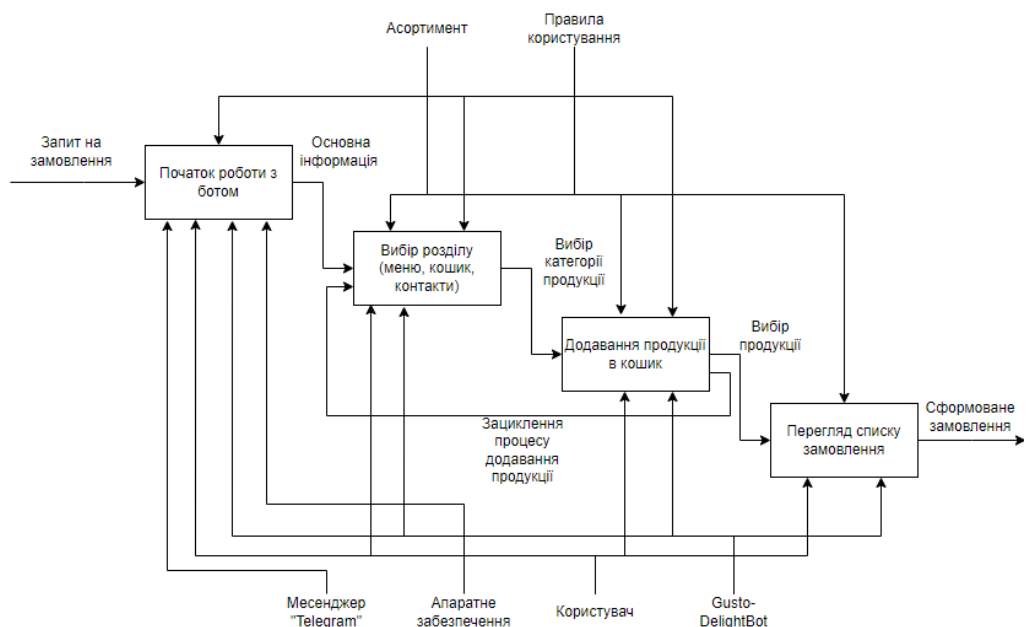 Асортимент
Правила
користування
Запит на
замовлення
Основна
інформація
Початок роботи з
ботом
Вибір розділу
(меню, кошик,
контакти)
Вибір
категорії
продукції
Додавання продукції
в кошик
Вибір
продукції
Зациклення
процесу
додавання
продукції
Перегляд списку
замовлення
Сформоване
замовлення
Месенджер
"Telegram"
Апаратне
забезпечення
Користувач
Gusto-
DelightBot